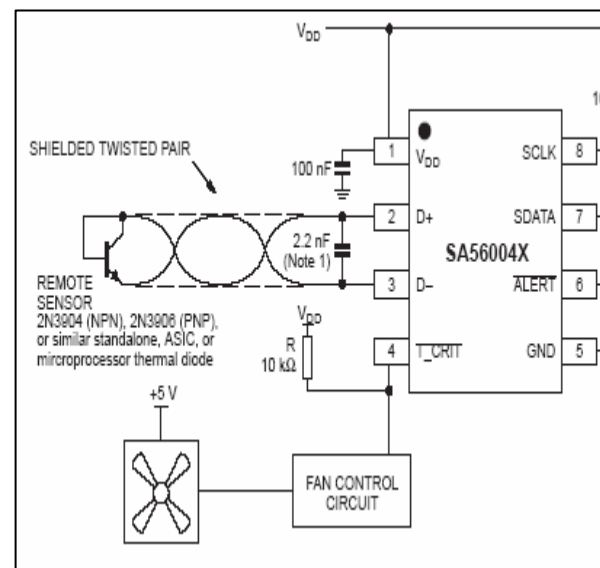 VDD
10
SHIELDED TWISTED PAIR
100 nF
1
VDD
SCLK
8
2
D+
SDATA
7
2.2 nF
(Note 1)
SA56004X
3
D–
ALERT
6
REMOTE
SENSOR
2N3904 (NPN), 2N3906 (PNP),
or similar standalone, ASIC, or
mircroprocessor thermal diode
VDD
R
10 kΩ
4
T_CRIT
GND
5
+5 V
FAN CONTROL
CIRCUIT